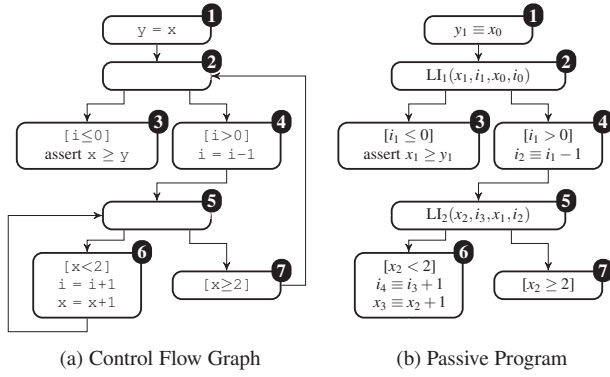 1
y = x
2
3
[i≤0]
assert x ≥ y
4
[i>0]
i = i−1
5
6
[x<2]
i = i+1
x = x+1
7
[x≥2]
(a) Control Flow Graph
1
y₁ ≡ x₀
2
LI₁(x₁, i₁, x₀, i₀)
3
[i₁ ≤ 0]
assert x₁ ≥ y₁
4
[i₁ > 0]
i₂ ≡ i₁ − 1
5
LI₂(x₂, i₃, x₁, i₂)
6
[x₂ < 2]
i₄ ≡ i₃ + 1
x₃ ≡ x₂ + 1
7
[x₂ ≥ 2]
(b) Passive Program